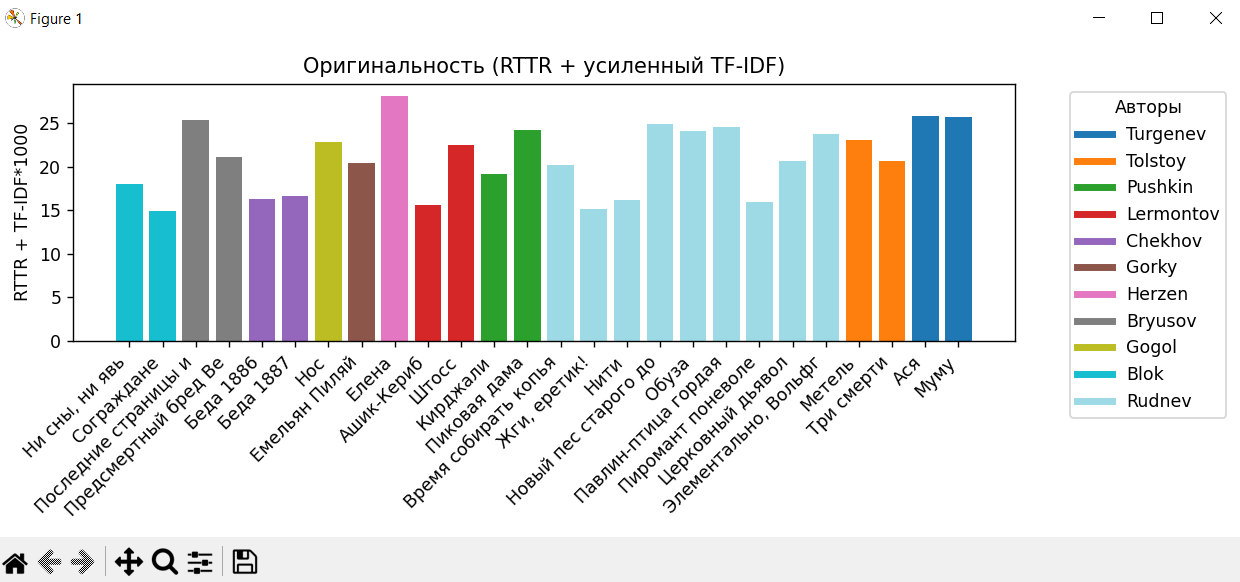 Figure 1
Оригинальность (RTTR + усиленный TF-IDF)
RTTR + TF-IDF*1000
25
20
15
10
5
0
Ни сны, ни явь
Сограждане
Последние страницы и
Предсмертный бред Ве
Беда 1886
Беда 1887
Нос
Емельян Пиляй
Елена
Ашик-Кериб
Штосс
Кирджали
Пиковая дама
Время собирать копья
Жги, еретик!
Нити
Новый пес старого до
Обуза
Павлин-птица гордая
Пиромант поневоле
Церковный дьявол
Элементально, Вольфг
Метель
Три смерти
Ася
Муму
Авторы
Turgenev
Tolstoy
Pushkin
Lermontov
Chekhov
Gorky
Herzen
Bryusov
Gogol
Blok
Rudnev